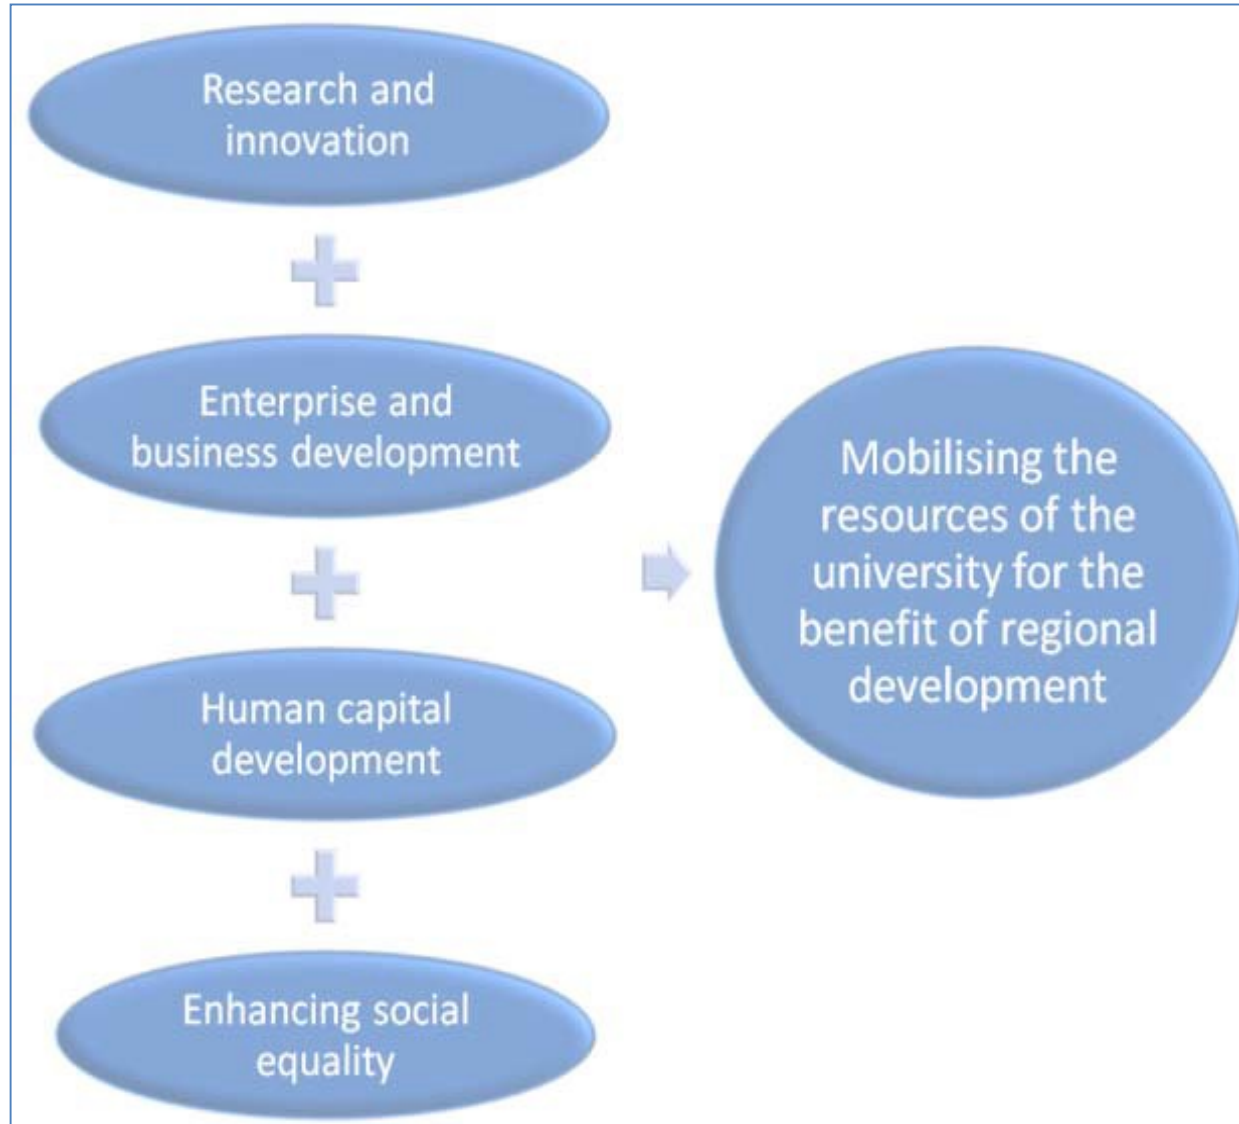 Research and
innovation
Enterprise and
business development
Human capital
development
Enhancing social
equality
Mobilising the
resources of the
university for the
benefit of regional
development